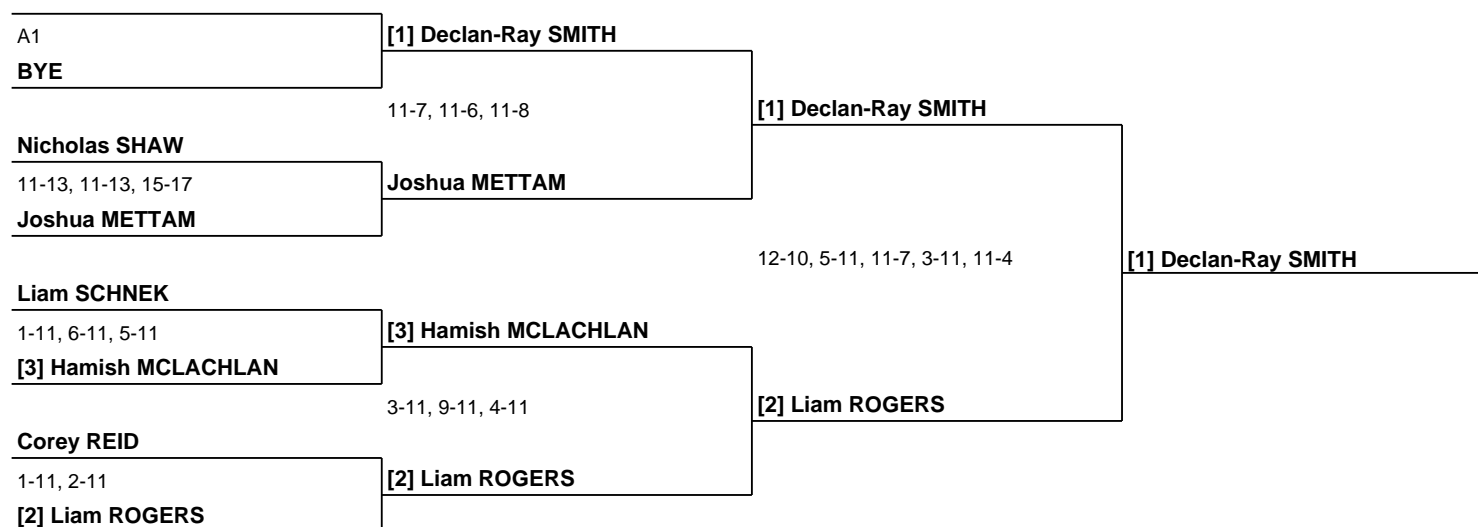 A1
BYE
[1] Declan-Ray SMITH
11-7, 11-6, 11-8
Nicholas SHAW
11-13, 11-13, 15-17
Joshua METTAM
Joshua METTAM
[1] Declan-Ray SMITH
12-10, 5-11, 11-7, 3-11, 11-4
[1] Declan-Ray SMITH
Liam SCHNEK
1-11, 6-11, 5-11
[3] Hamish MCLACHLAN
[3] Hamish MCLACHLAN
3-11, 9-11, 4-11
[2] Liam ROGERS
Corey REID
1-11, 2-11
[2] Liam ROGERS
[2] Liam ROGERS